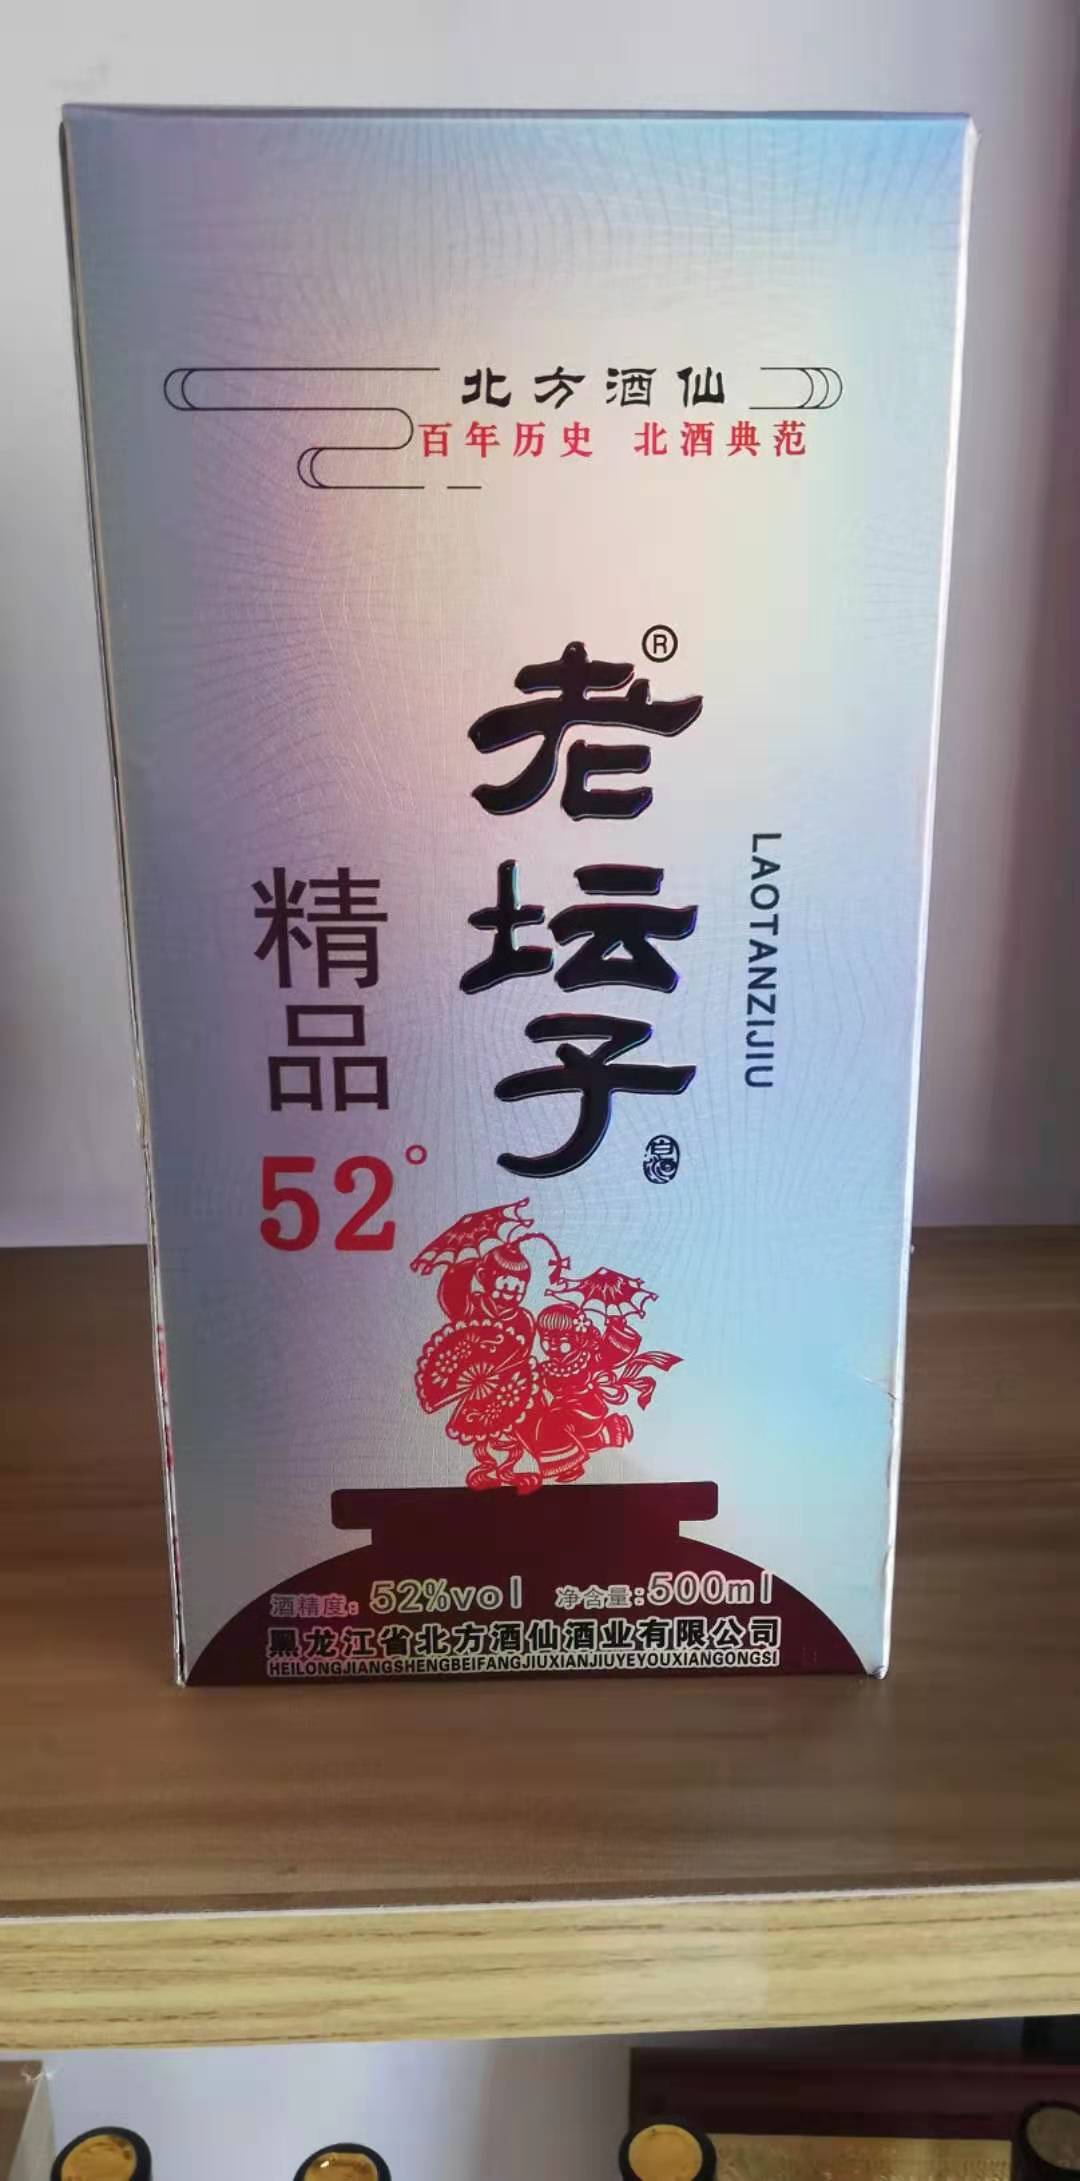 北方酒仙
百年历史 北酒典范
老坛子®
LAOTANZIJIU
精品
52°
酒精度: 52%vol 净含量:500ml
黑龙江省北方酒仙酒业有限公司
HEILONGJIANGSHENGBEIFANGJIUXIANJIUYEYOUXIANGONGSI